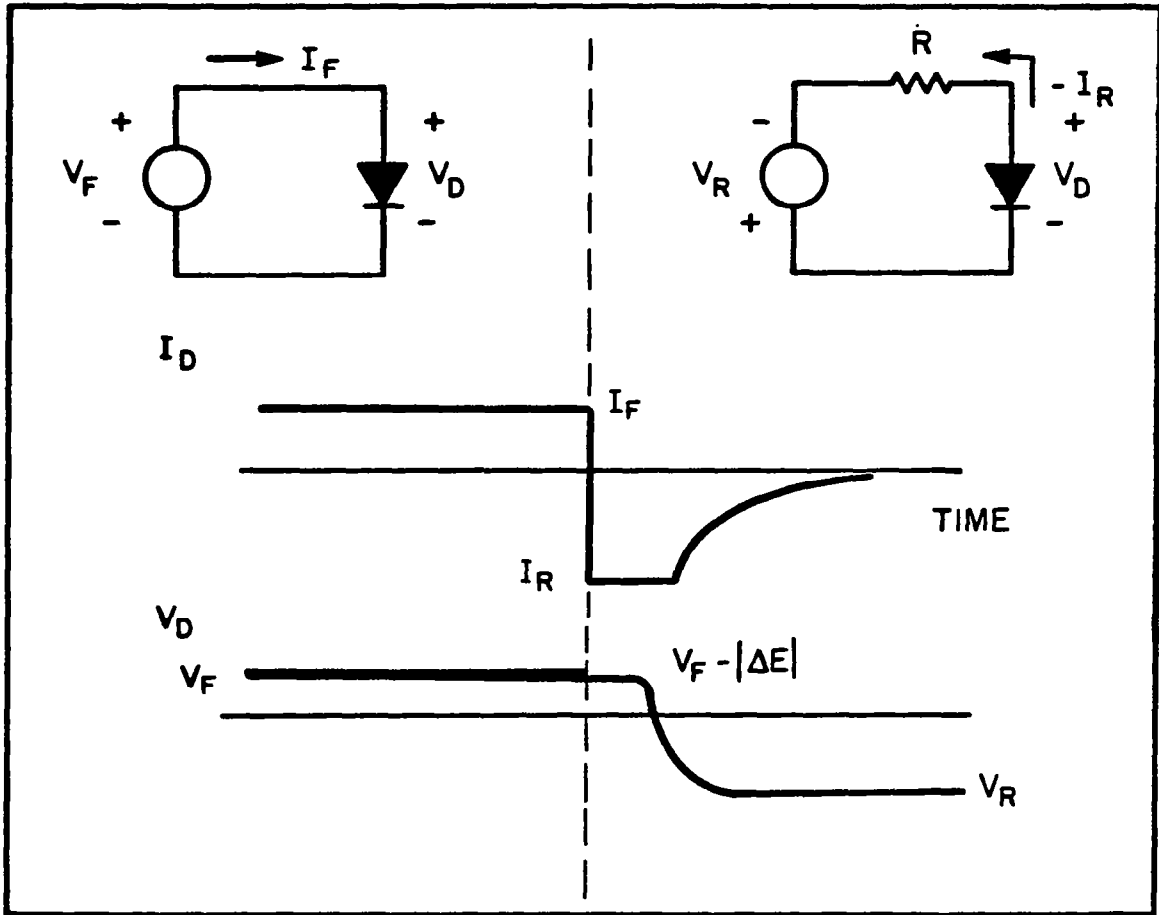 I_F
+
+
V_F
V_D
-
-
R
- I_R
-
+
V_R
V_D
+
-
I_D
I_F
TIME
I_R
V_D
V_F
V_F - |ΔE|
V_R